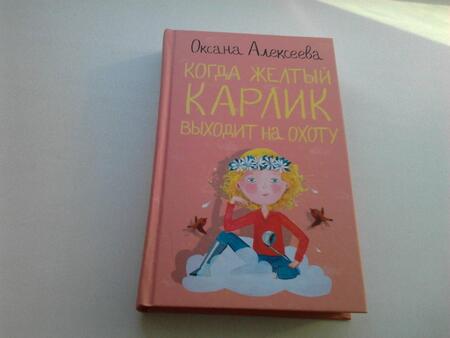 Оксана Алексеева
КОГДА ЖЕЛТЫЙ
КАРЛИК
ВЫХОДИТ НА ОХОТУ